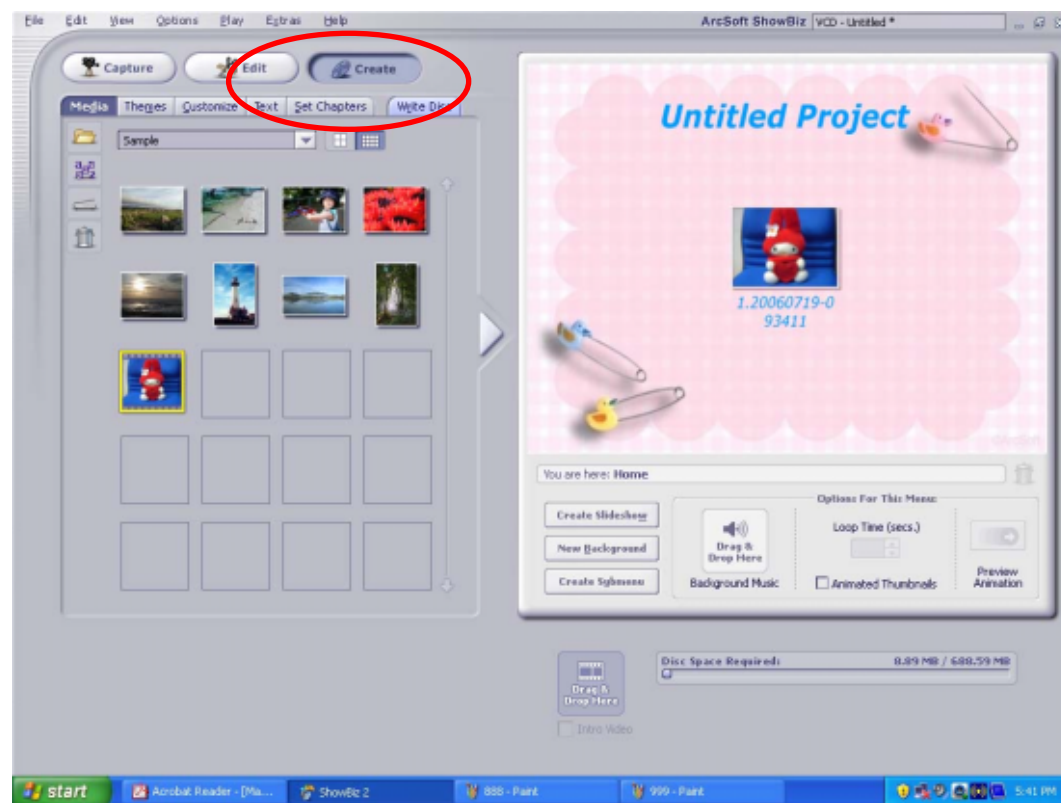 File Edit View Options Play Extras Help
ArcSoft ShowBiz VCD - Untitled *
Capture Edit Create
Media Themes Customize Text Set Chapters Write Disc
Sample
Untitled Project
1.20060719-0
93411
You are here: Home
Create Slideshow
New Background
Create Submenu
Options For This Menu:
Drag &
Drop Here
Background Music
Loop Time (secs.)
Animated Thumbnails
Preview
Animation
Drag &
Drop Here
Intro Video
Disc Space Required: 8.89 MB / 688.59 MB
start Acrobat Reader - [Ma... ShowBiz 2 888 - Paint 999 - Paint 5:41 PM